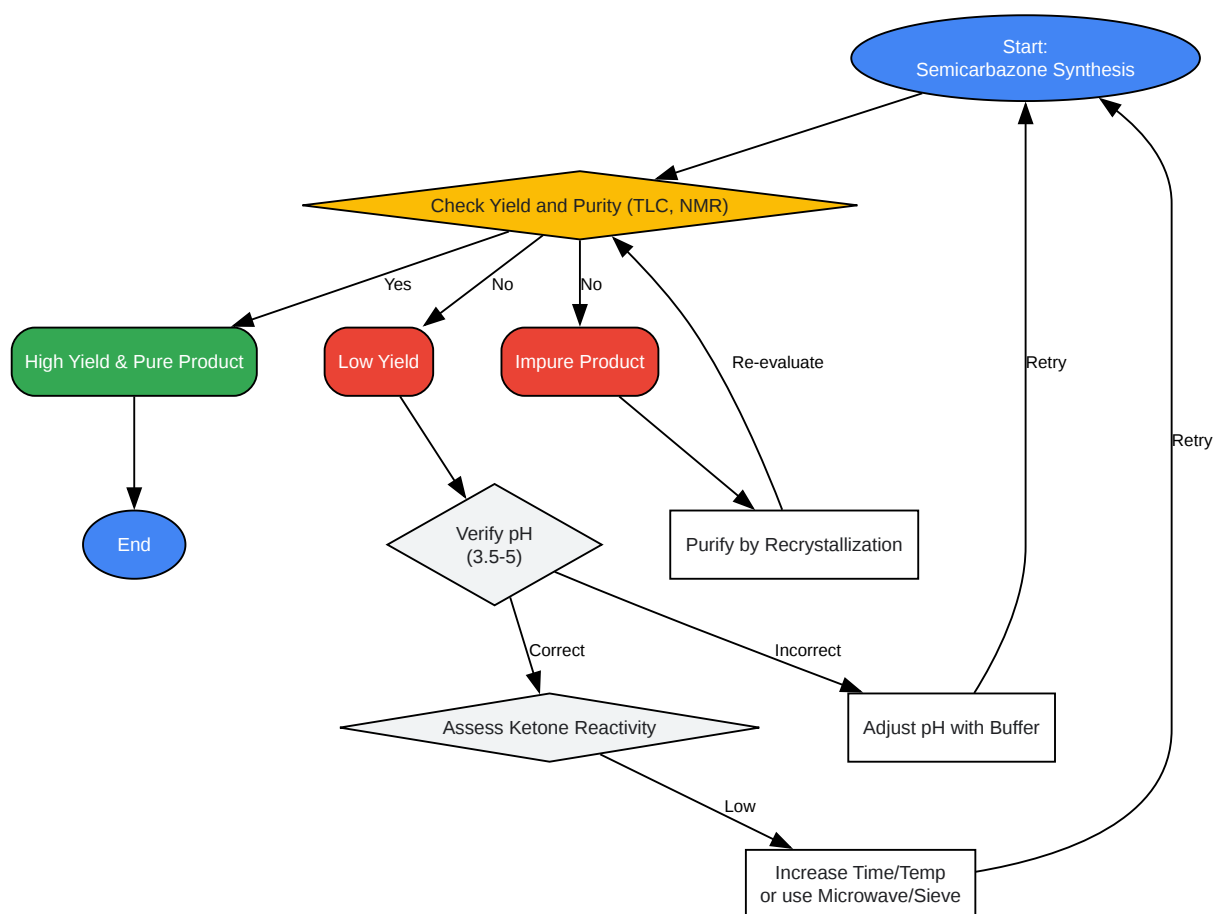 Start:
Semicarbazone Synthesis
Check Yield and Purity (TLC, NMR)
Yes
No
No
High Yield & Pure Product
Low Yield
Impure Product
Re-evaluate
Retry
Retry
End
Verify pH
(3.5-5)
Purify by Recrystallization
Correct
Incorrect
Assess Ketone Reactivity
Adjust pH with Buffer
Low
Increase Time/Temp
or use Microwave/Sieve